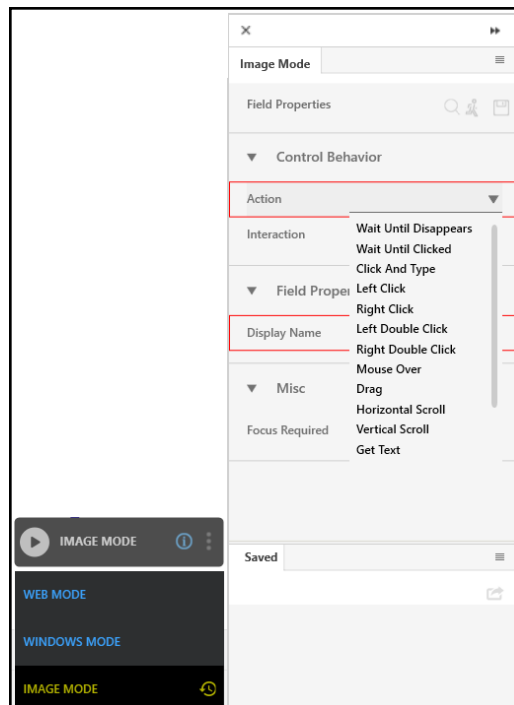 Image Mode
Field Properties
Control Behavior
Action
Interaction
Wait Until Disappears
Wait Until Clicked
Click And Type
Left Click
Right Click
Left Double Click
Right Double Click
Mouse Over
Drag
Horizontal Scroll
Vertical Scroll
Get Text
Field Proper
Display Name
Misc
Focus Required
IMAGE MODE
WEB MODE
WINDOWS MODE
IMAGE MODE
Saved